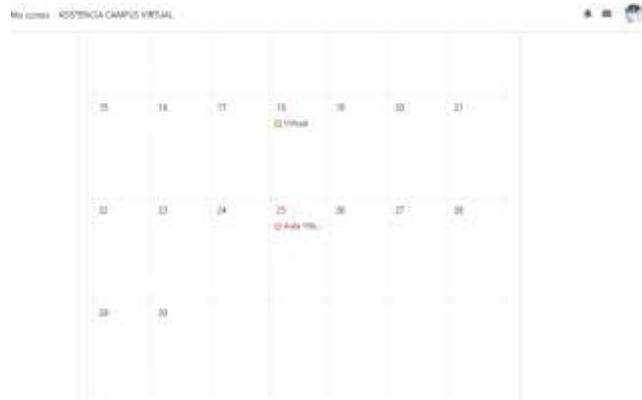 Mis cursos ASISTENCIA CAMPUS VIRTUAL
15 16 17 18 19 20 21
Virtual
22 23 24 25 26 27 28
Aula
29 30